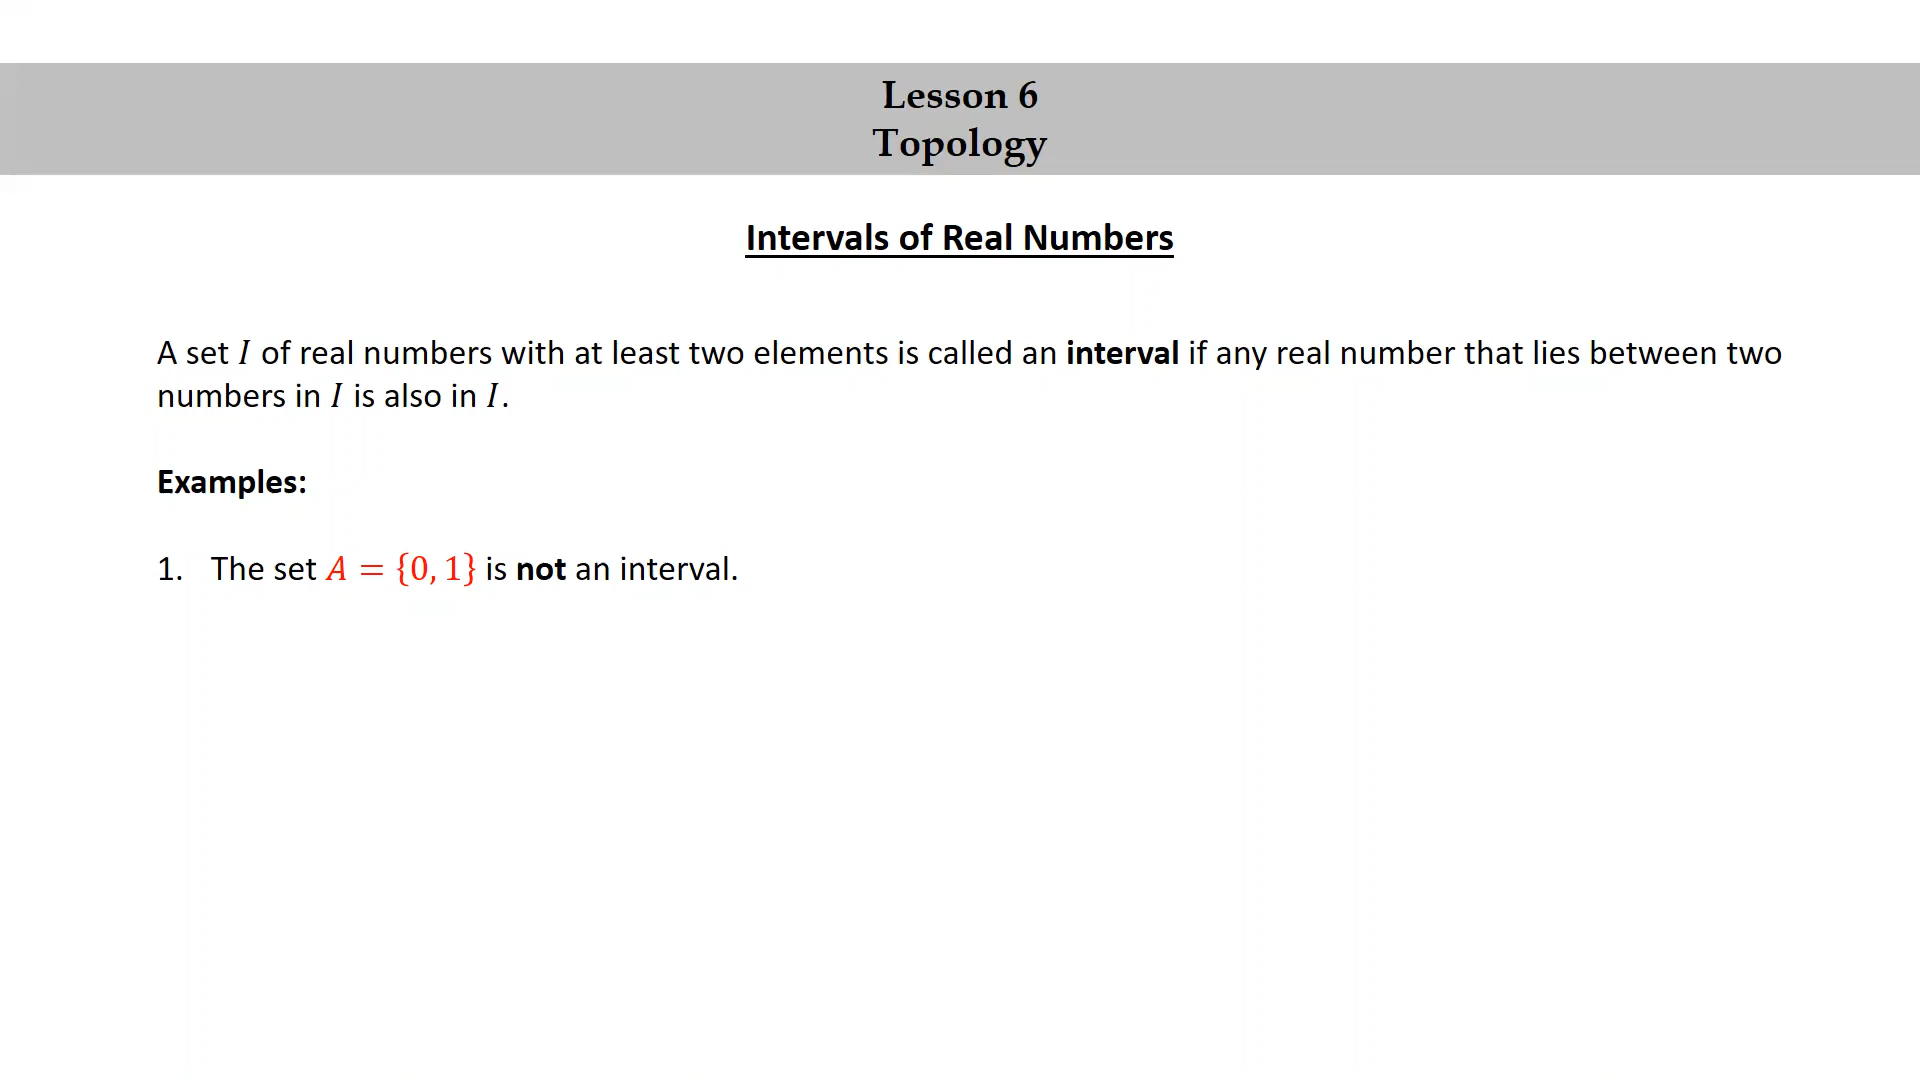 Lesson 6
Topology
Intervals of Real Numbers
A set 𝐼 of real numbers with at least two elements is called an interval if any real number that lies between two
numbers in 𝐼 is also in 𝐼.
Examples:
1. The set 𝐴 = {0, 1} is not an interval.